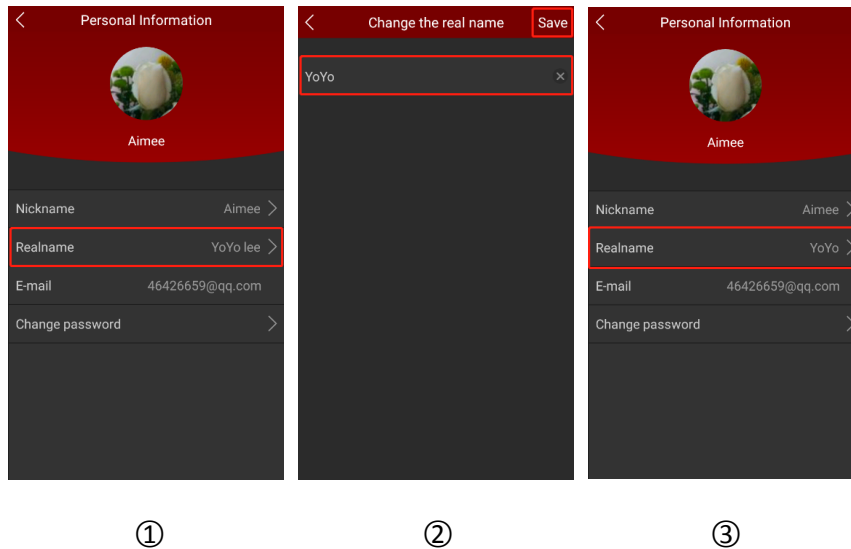 Personal Information
Aimee
Nickname Aimee
Realname YoYo lee
E-mail 46426659@qq.com
Change password
①
Change the real name Save
YoYo
②
Personal Information
Aimee
Nickname Aimee
Realname YoYo
E-mail 46426659@qq.com
Change password
③